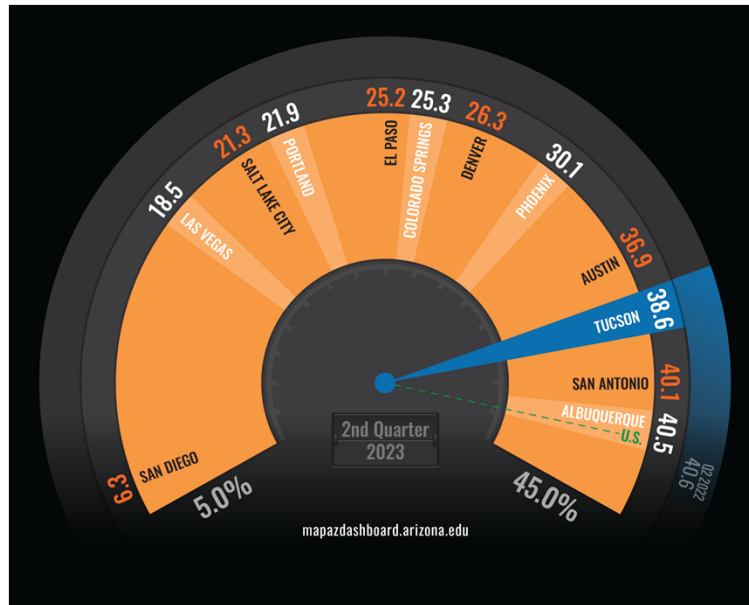 6.3
SAN DIEGO
18.5
LAS VEGAS
21.3
SALT LAKE CITY
21.9
PORTLAND
25.2
EL PASO
25.3
COLORADO SPRINGS
26.3
DENVER
30.1
PHOENIX
36.9
AUSTIN
38.6
TUCSON
40.1
SAN ANTONIO
40.5
ALBUQUERQUE
U.S.
Q2 2022
40.6
2nd Quarter
2023
5.0%
45.0%
mapazdashboard.arizona.edu